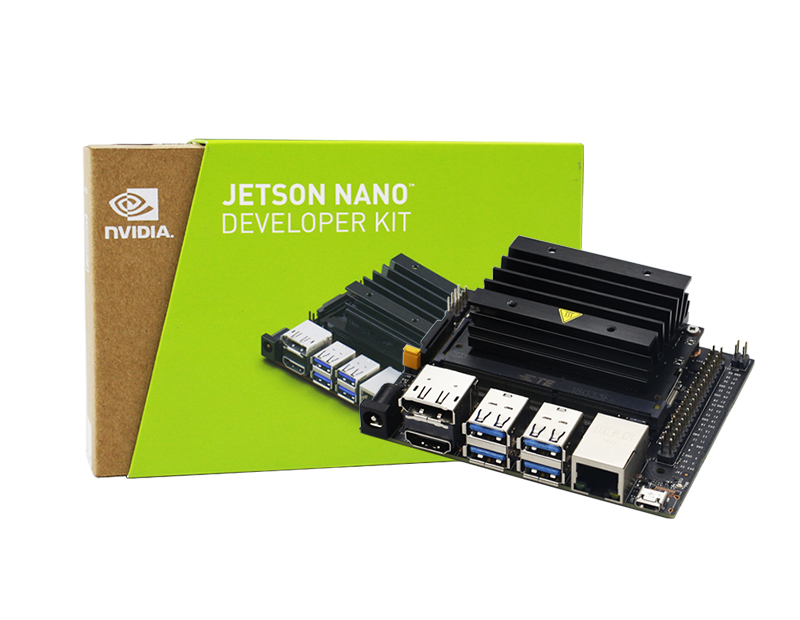 JETSON NANO™
DEVELOPER KIT
NVIDIA.